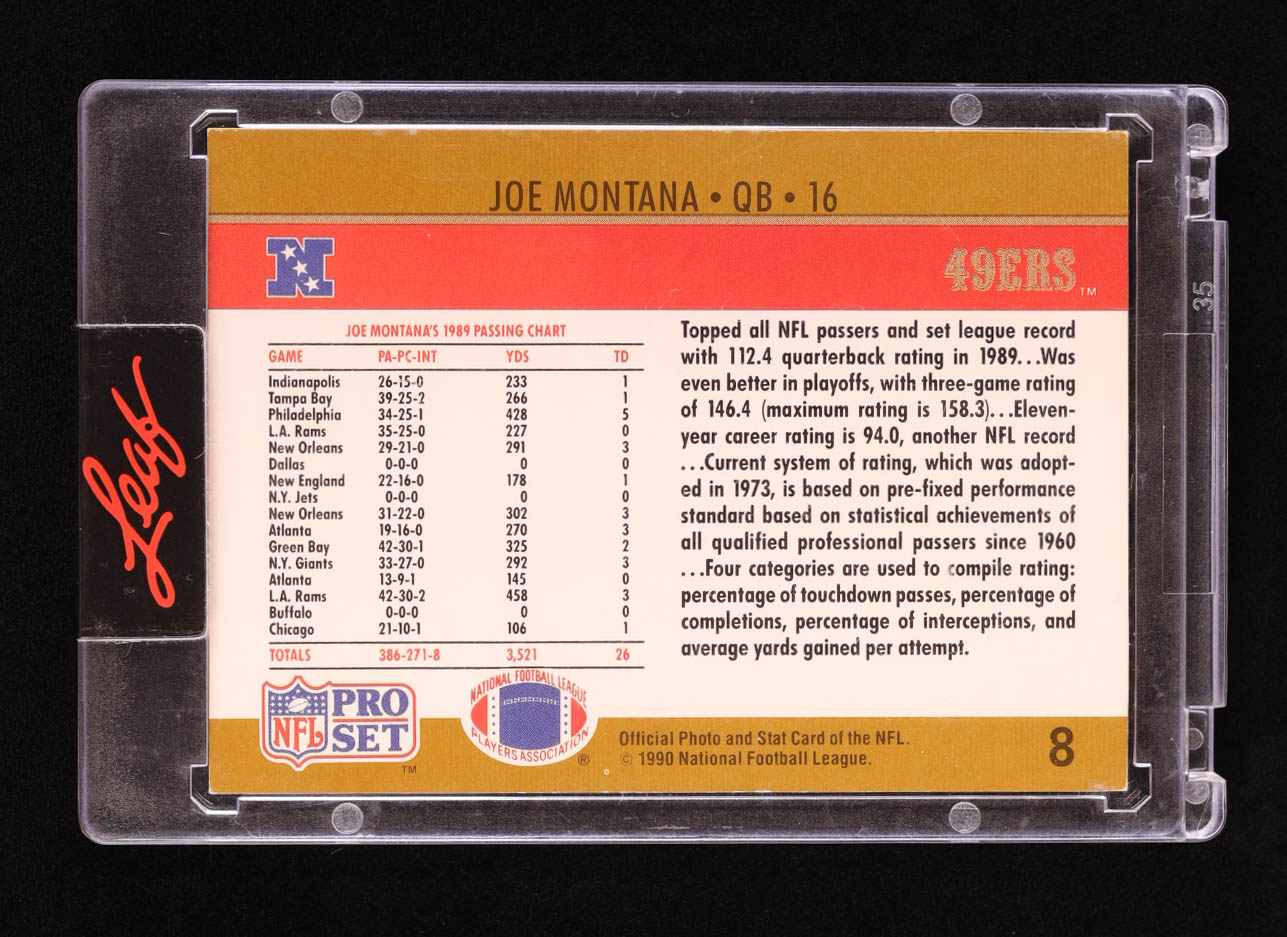 JOE MONTANA • QB • 16
N
49ERS TM
JOE MONTANA'S 1989 PASSING CHART
GAME PA-PC-INT YDS TD
Indianapolis 26-15-0 233 1
Tampa Bay 39-25-2 266 1
Philadelphia 34-25-1 428 5
L.A. Rams 35-25-0 227 0
New Orleans 29-21-0 291 3
Dallas 0-0-0 0 0
New England 22-16-0 178 1
N.Y. Jets 0-0-0 0 0
New Orleans 31-22-0 302 3
Atlanta 19-16-0 270 3
Green Bay 42-30-1 325 2
N.Y. Giants 33-27-0 292 3
Atlanta 13-9-1 145 0
L.A. Rams 42-30-2 458 3
Buffalo 0-0-0 0 0
Chicago 21-10-1 106 1
TOTALS 386-271-8 3,521 26
Topped all NFL passers and set league record
with 112.4 quarterback rating in 1989...Was
even better in playoffs, with three-game rating
of 146.4 (maximum rating is 158.3)...Eleven-
year career rating is 94.0, another NFL record
...Current system of rating, which was adopt-
ed in 1973, is based on pre-fixed performance
standard based on statistical achievements of
all qualified professional passers since 1960
...Four categories are used to compile rating:
percentage of touchdown passes, percentage of
completions, percentage of interceptions, and
average yards gained per attempt.
NFL PRO SET TM
NATIONAL FOOTBALL LEAGUE
PLAYERS ASSOCIATION ®
Official Photo and Stat Card of the NFL.
© 1990 National Football League.
8
Leaf
35